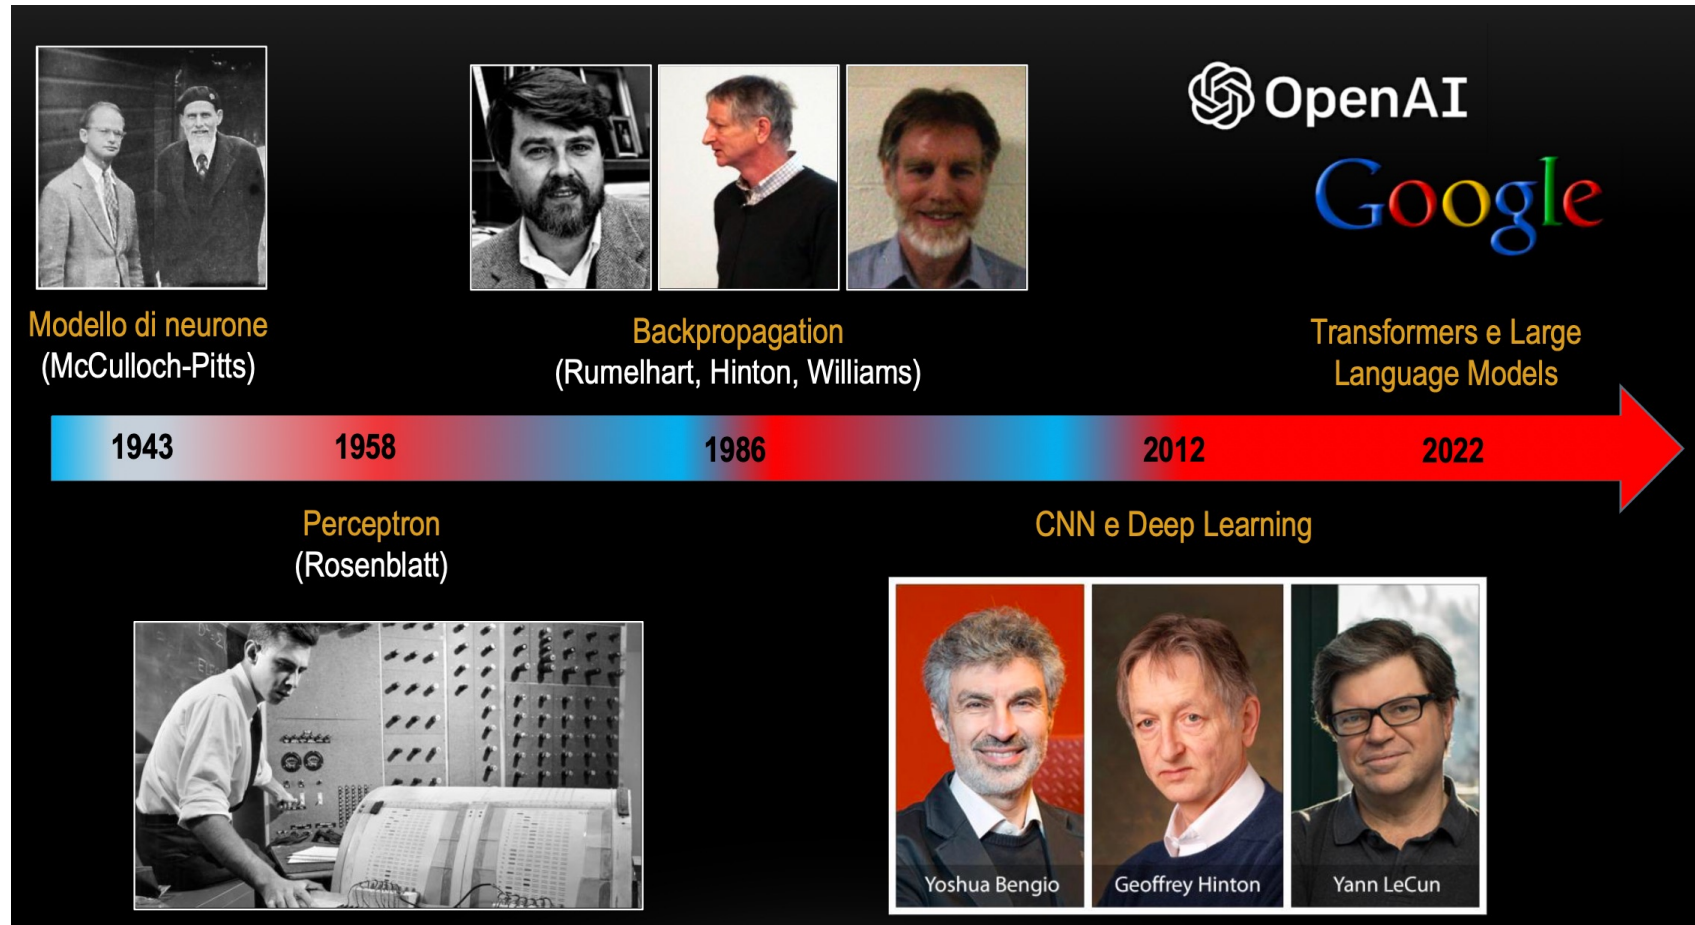 OpenAI
Google
Modello di neurone
(McCulloch-Pitts)
Backpropagation
(Rumelhart, Hinton, Williams)
Transformers e Large
Language Models
1943
1958
1986
2012
2022
Perceptron
(Rosenblatt)
CNN e Deep Learning
Yoshua Bengio
Geoffrey Hinton
Yann LeCun